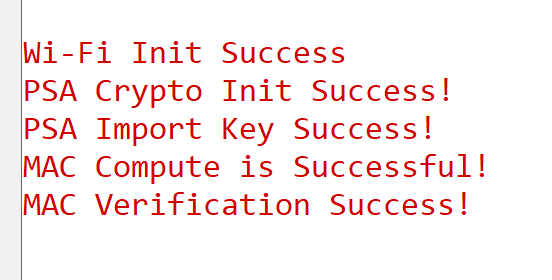 Wi-Fi Init Success
PSA Crypto Init Success!
PSA Import Key Success!
MAC Compute is Successful!
MAC Verification Success!